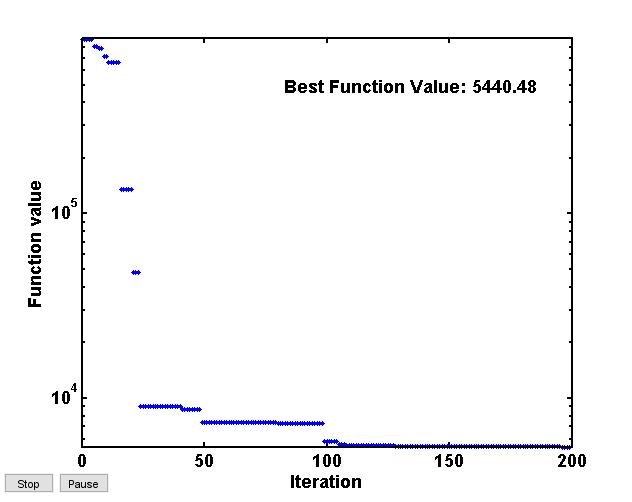 Best Function Value: 5440.48
Function value
10^5
10^4
0 50 100 150 200
Iteration
Stop Pause